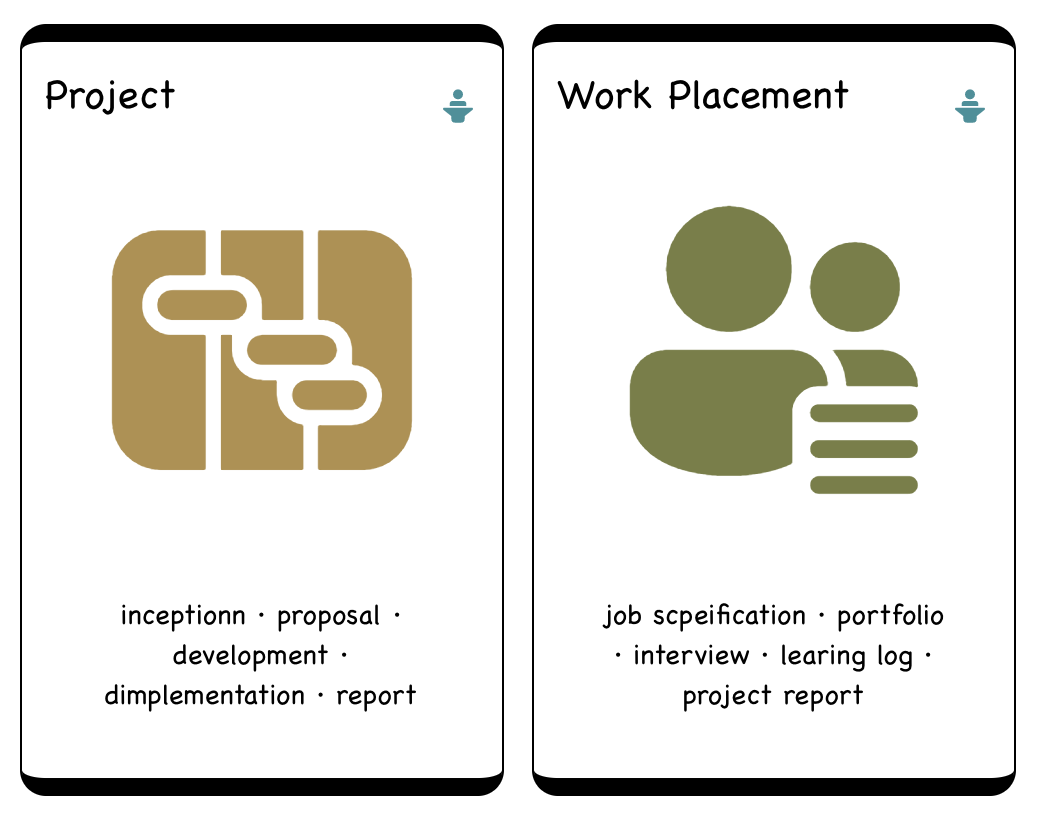 Project
inceptionn · proposal ·
development ·
dimplementation · report
Work Placement
job scpeification · portfolio
· interview · learing log ·
project report